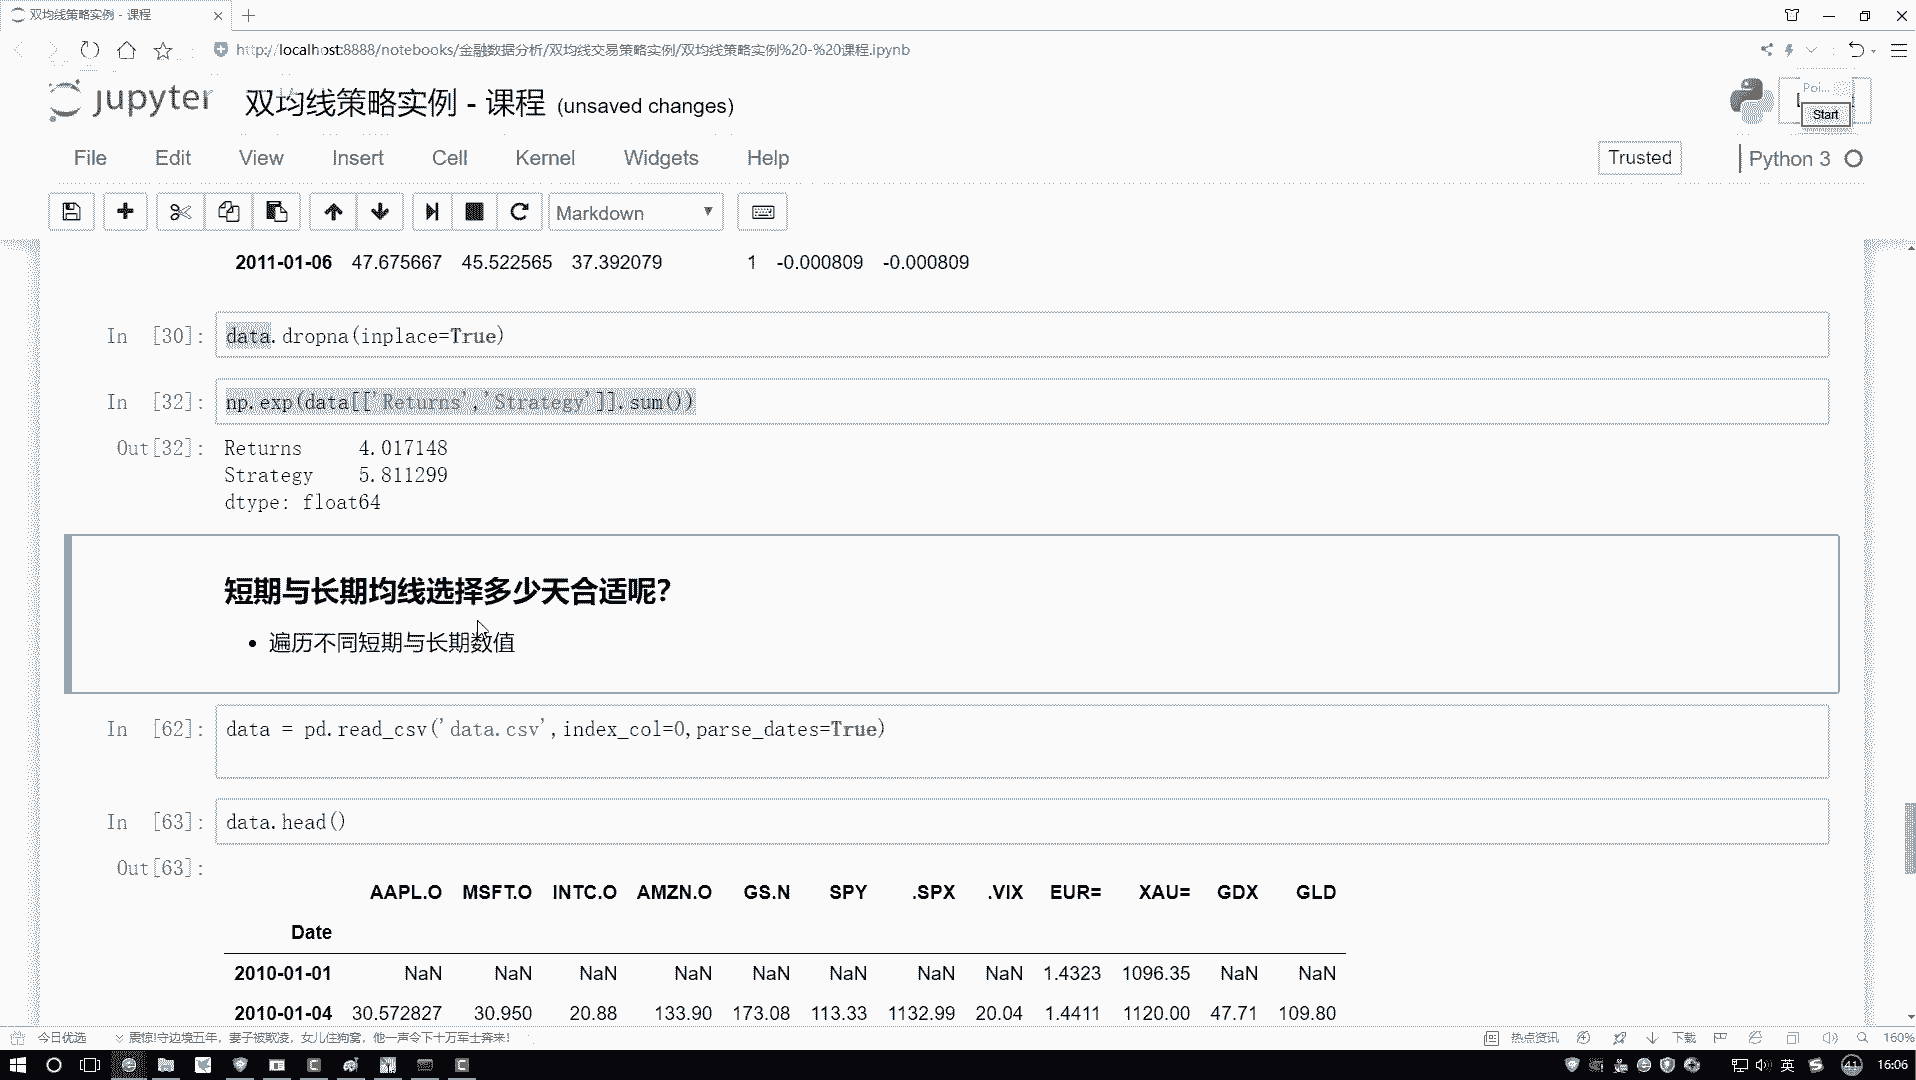 双均线策略实例 - 课程
http://localhost:8888/notebooks/金融数据分析/双均线交易策略实例/双均线策略实例%20-%20课程.ipynb
jupyter 双均线策略实例 - 课程 (unsaved changes)
Poi...
Start
File Edit View Insert Cell Kernel Widgets Help Trusted Python 3
Markdown
2011-01-06 47.675667 45.522565 37.392079 1 -0.000809 -0.000809
In [30]: data.dropna(inplace=True)
In [32]: np.exp(data[['Returns','Strategy']].sum())
Out[32]: Returns 4.017148
Strategy 5.811299
dtype: float64
短期与长期均线选择多少天合适呢？
• 遍历不同短期与长期数值
In [62]: data = pd.read_csv('data.csv',index_col=0,parse_dates=True)
In [63]: data.head()
Out[63]:
AAPL.O MSFT.O INTC.O AMZN.O GS.N SPY .SPX .VIX EUR= XAU= GDX GLD
Date
2010-01-01 NaN NaN NaN NaN NaN NaN NaN NaN 1.4323 1096.35 NaN NaN
2010-01-04 30.572827 30.950 20.88 133.90 173.08 113.33 1132.99 20.04 1.4411 1120.00 47.71 109.80
今日优选 震惊!守边境五年，妻子被欺凌，女儿住狗窝，他一声令下十万军士奔来! 热点资讯 下载 160%
英 41 16:06